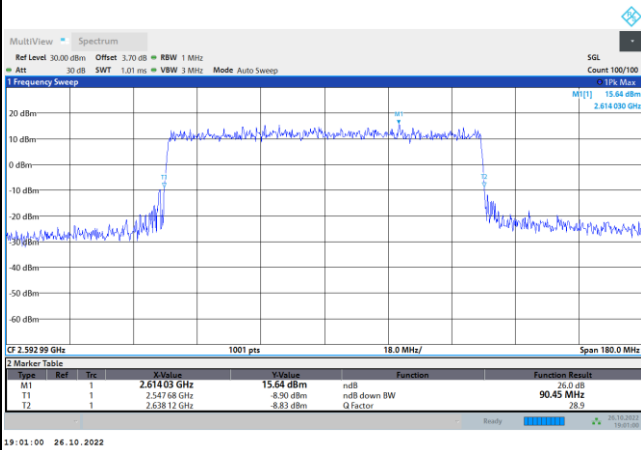 MultiView Spectrum
Ref Level 30.00 dBm Offset 3.70 dB RBW 1 MHz SGL
Att 30 dB SWT 1.01 ms VBW 3 MHz Mode Auto Sweep Count 100/100
1 Frequency Sweep 1Pk Max
M1[1] 15.64 dBm
2.614 030 GHz
M1
20 dBm
10 dBm
0 dBm
T1 T2
-10 dBm
-20 dBm
-30 dBm
-40 dBm
-50 dBm
-60 dBm
CF 2.592 99 GHz 1001 pts 18.0 MHz/ Span 180.0 MHz
2 Marker Table
Type Ref Trc X-Value Y-Value Function Function Result
M1 1 2.614 03 GHz 15.64 dBm ndB 26.0 dB
T1 1 2.547 68 GHz -8.90 dBm ndB down BW 90.45 MHz
T2 1 2.638 12 GHz -8.83 dBm Q Factor 28.9
Ready 26.10.2022
19:01:00
19:01:00 26.10.2022